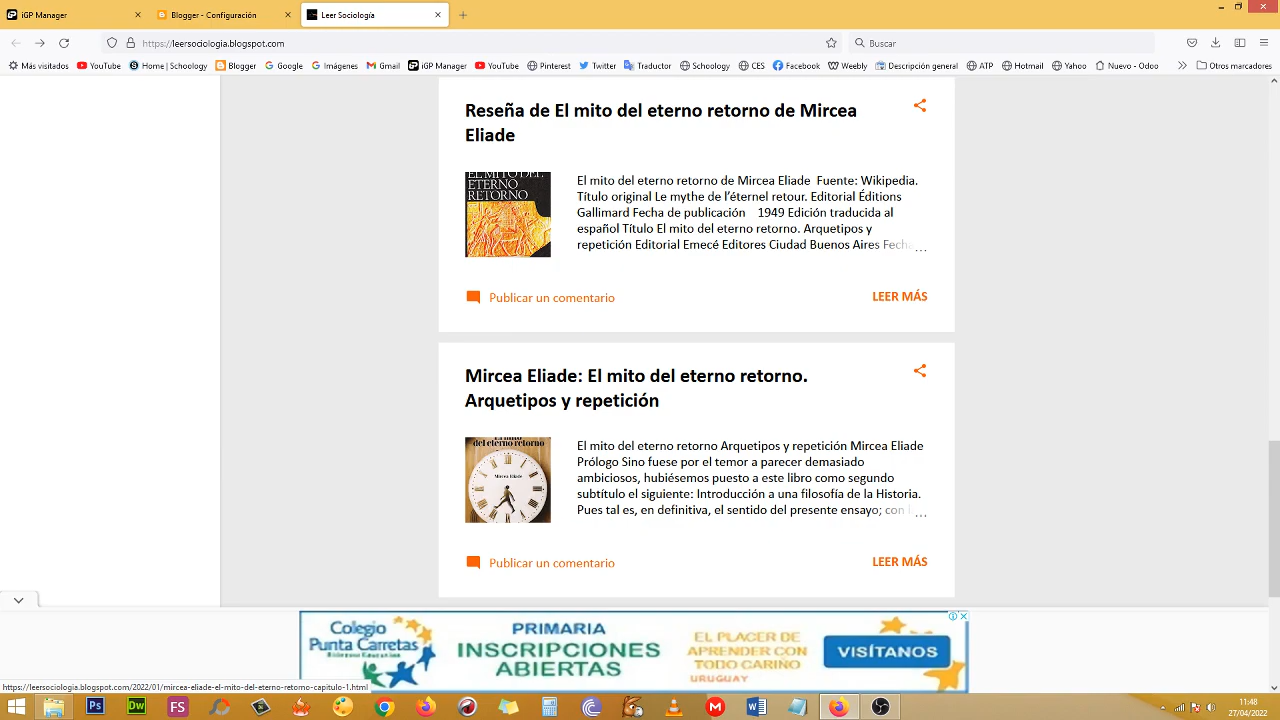 iGP Manager
Blogger - Configuración
Leer Sociología
https://leersociologia.blogspot.com
Buscar
Más visitados
YouTube
Home | Schoology
Blogger
Google
Imágenes
Gmail
iGP Manager
YouTube
Pinterest
Twitter
Traductor
Schoology
CES
Facebook
Weebly
Descripción general
ATP
Hotmail
Yahoo
Nuevo - Odoo
Otros marcadores
Reseña de El mito del eterno retorno de Mircea
Eliade
EL MITO DEL
ETERNO
RETORNO
El mito del eterno retorno de Mircea Eliade Fuente: Wikipedia.
Título original Le mythe de l'éternel retour. Editorial Éditions
Gallimard Fecha de publicación 1949 Edición traducida al
español Título El mito del eterno retorno. Arquetipos y
repetición Editorial Emecé Editores Ciudad Buenos Aires Fecha
...
Publicar un comentario
LEER MÁS
Mircea Eliade: El mito del eterno retorno.
Arquetipos y repetición
El mito
del eterno retorno
Mircea Eliade
El mito del eterno retorno Arquetipos y repetición Mircea Eliade
Prólogo Sino fuese por el temor a parecer demasiado
ambiciosos, hubiésemos puesto a este libro como segundo
subtítulo el siguiente: Introducción a una filosofía de la Historia.
Pues tal es, en definitiva, el sentido del presente ensayo; con
...
Publicar un comentario
LEER MÁS
Colegio
Punta Carretas
PRIMARIA
INSCRIPCIONES
ABIERTAS
EL PLACER DE
APRENDER CON
TODO CARIÑO
URUGUAY
VISÍTANOS
https://leersociologia.blogspot.com/2022/01/mircea-eliade-el-mito-del-eterno-retorno-capitulo-1.html
Ps
Dw
FS
11:48
27/04/2022